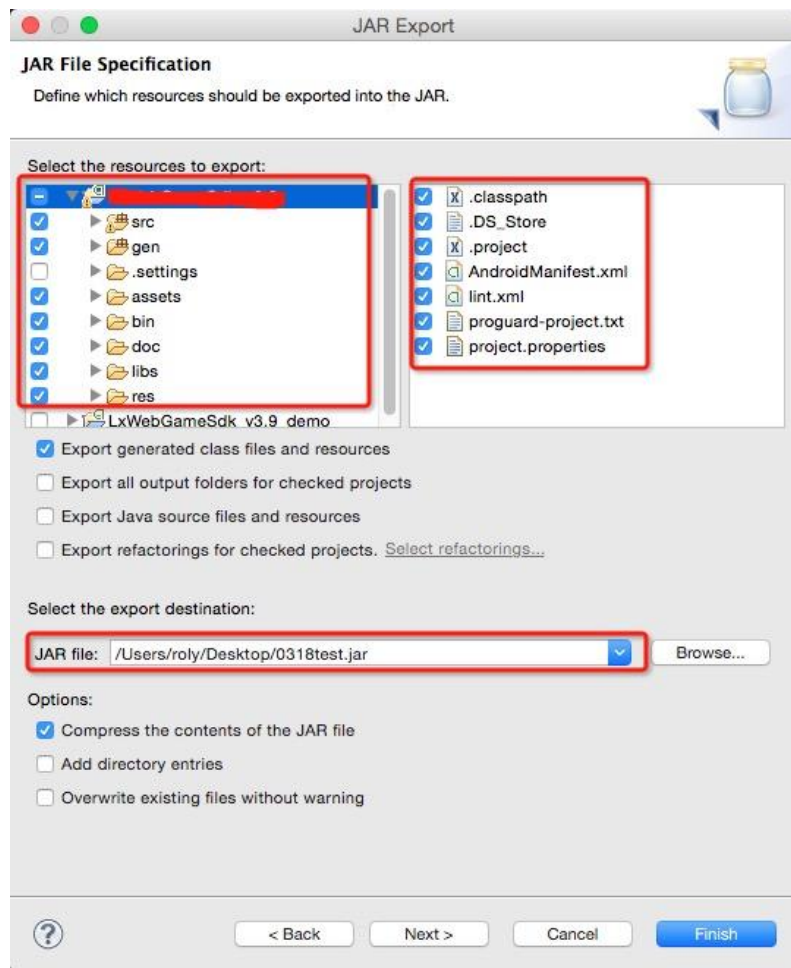 JAR Export
JAR File Specification
Define which resources should be exported into the JAR.
Select the resources to export:
src
gen
.settings
assets
bin
doc
libs
res
LxWebGameSdk_v3.9_demo
.classpath
.DS_Store
.project
AndroidManifest.xml
lint.xml
proguard-project.txt
project.properties
Export generated class files and resources
Export all output folders for checked projects
Export Java source files and resources
Export refactorings for checked projects. Select refactorings...
Select the export destination:
JAR file: /Users/roly/Desktop/0318test.jar Browse...
Options:
Compress the contents of the JAR file
Add directory entries
Overwrite existing files without warning
? < Back Next > Cancel Finish